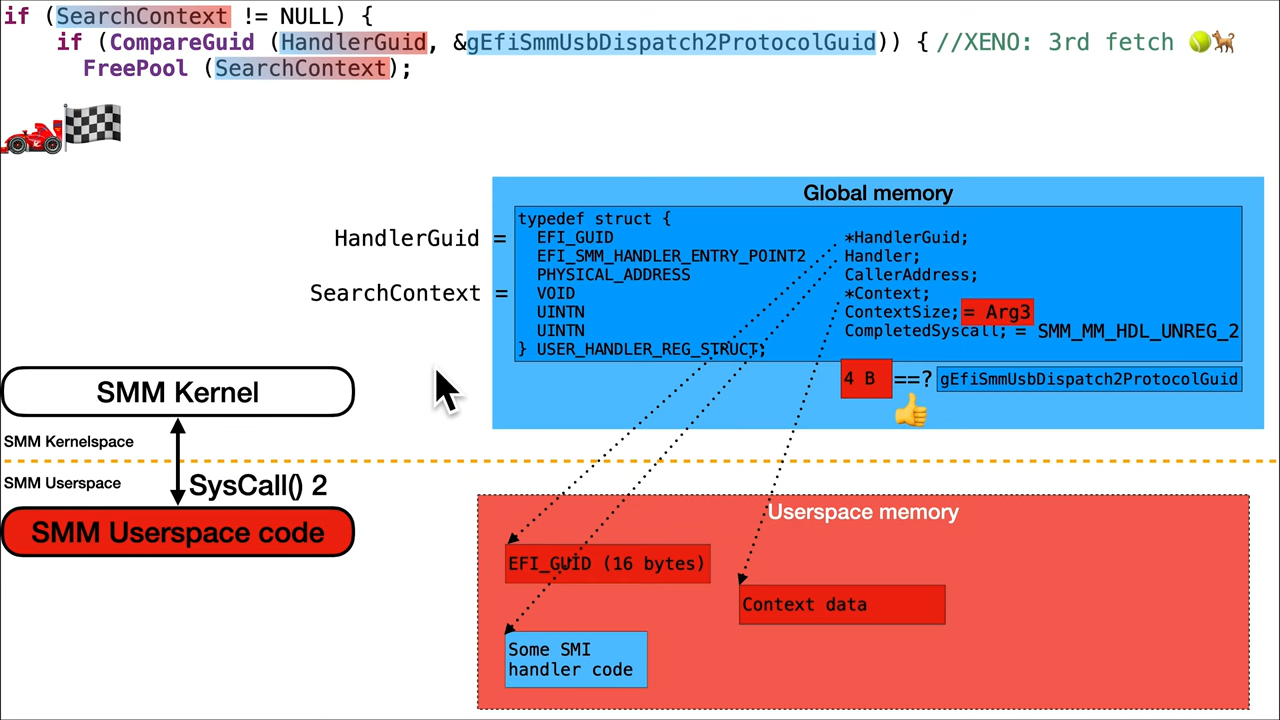 if (SearchContext != NULL) {
if (CompareGuid (HandlerGuid, &gEfiSmmUsbDispatch2ProtocolGuid)) { //XENO: 3rd fetch 🎾🐕
FreePool (SearchContext);
Global memory
typedef struct {
HandlerGuid = EFI_GUID *HandlerGuid;
EFI_SMM_HANDLER_ENTRY_POINT2 Handler;
PHYSICAL_ADDRESS CallerAddress;
SearchContext = VOID *Context;
UINTN ContextSize; = Arg3
UINTN CompletedSyscall; = SMM_MM_HDL_UNREG_2
} USER_HANDLER_REG_STRUCT;
4 B ==? gEfiSmmUsbDispatch2ProtocolGuid
SMM Kernel
SMM Kernelspace
SMM Userspace
SysCall() 2
SMM Userspace code
Userspace memory
EFI_GUID (16 bytes)
Context data
Some SMI
handler code